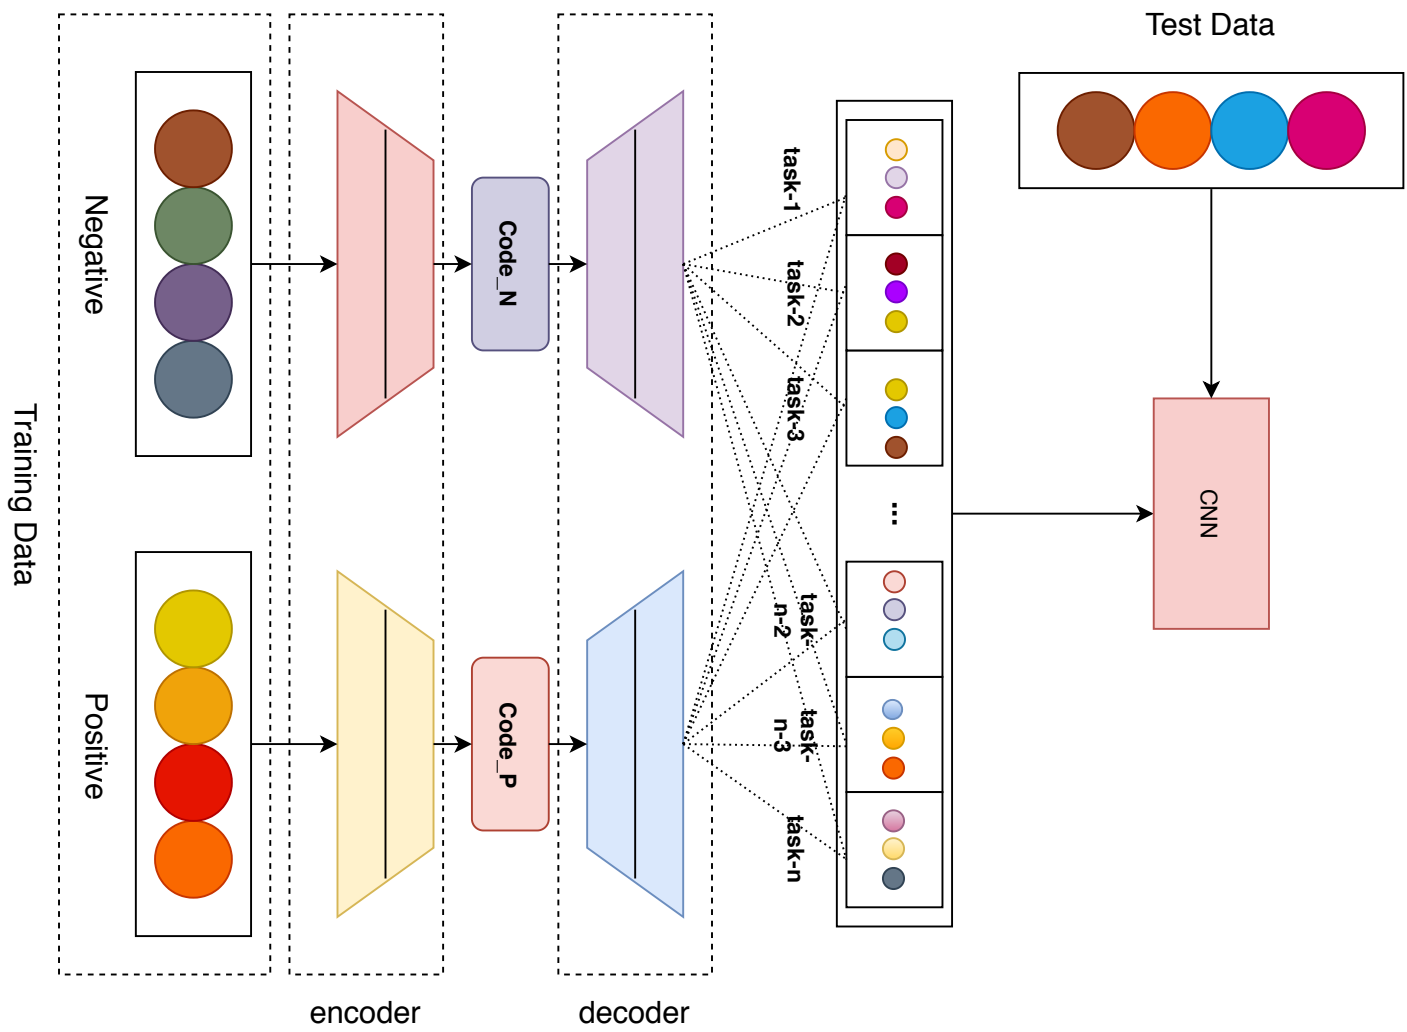 Test Data
Training Data
Negative
Positive
Code_N
Code_P
encoder
decoder
task-1
task-2
task-3
...
task-
n-2
task-
n-3
task-n
CNN